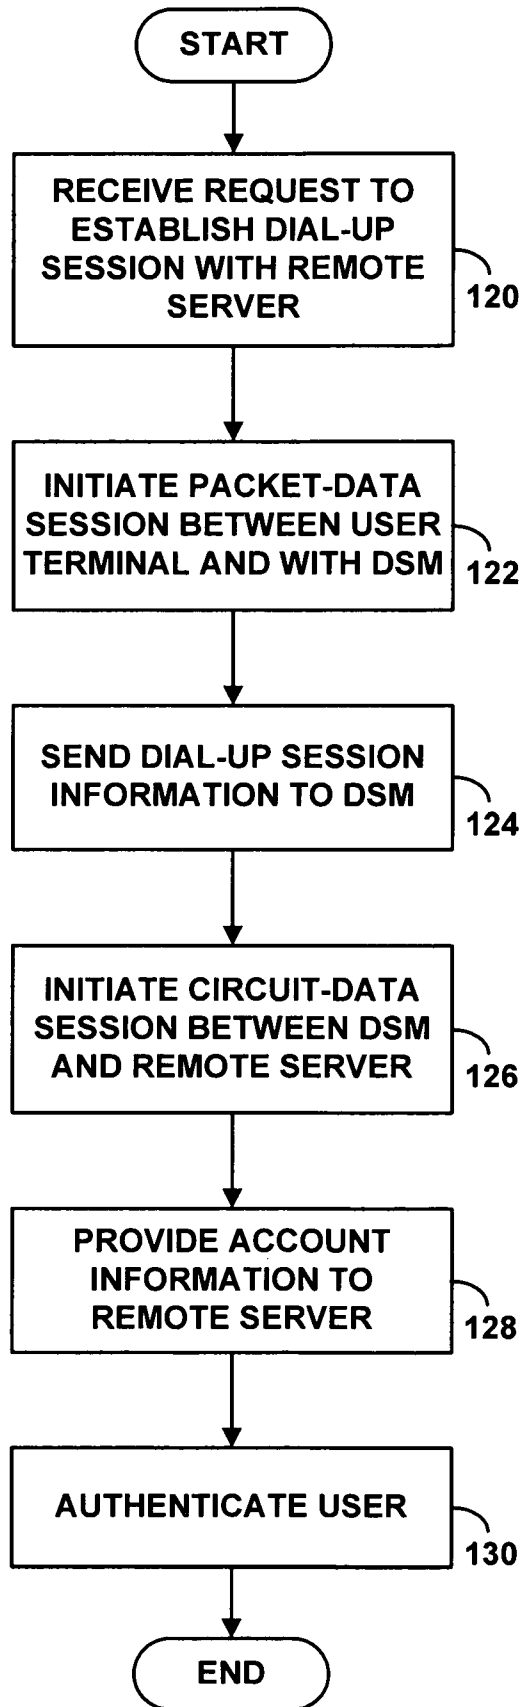 START
RECEIVE REQUEST TO
ESTABLISH DIAL-UP
SESSION WITH REMOTE
SERVER
120
INITIATE PACKET-DATA
SESSION BETWEEN USER
TERMINAL AND WITH DSM
122
SEND DIAL-UP SESSION
INFORMATION TO DSM
124
INITIATE CIRCUIT-DATA
SESSION BETWEEN DSM
AND REMOTE SERVER
126
PROVIDE ACCOUNT
INFORMATION TO
REMOTE SERVER
128
AUTHENTICATE USER
130
END